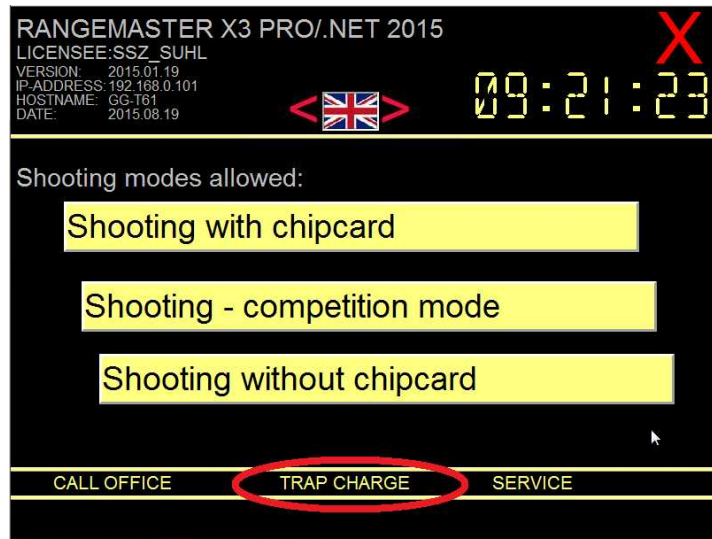 RANGEMASTER X3 PRO/.NET 2015
LICENSEE:SSZ_SUHL
VERSION: 2015.01.19
IP-ADDRESS: 192.168.0.101
HOSTNAME: GG-T61
DATE: 2015.08.19
X
< >
09:21:23
Shooting modes allowed:
Shooting with chipcard
Shooting - competition mode
Shooting without chipcard
CALL OFFICE TRAP CHARGE SERVICE